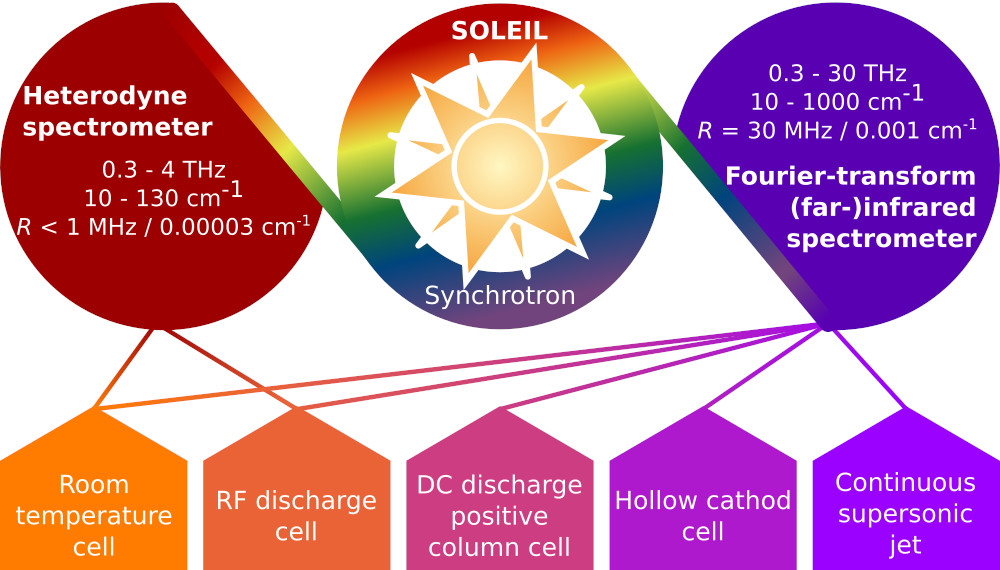 SOLEIL
Synchrotron
Heterodyne
spectrometer
0.3 - 4 THz
10 - 130 cm⁻¹
R < 1 MHz / 0.00003 cm⁻¹
0.3 - 30 THz
10 - 1000 cm⁻¹
R = 30 MHz / 0.001 cm⁻¹
Fourier-transform
(far-)infrared
spectrometer
Room
temperature
cell
RF discharge
cell
DC discharge
positive
column cell
Hollow cathod
cell
Continuous
supersonic
jet